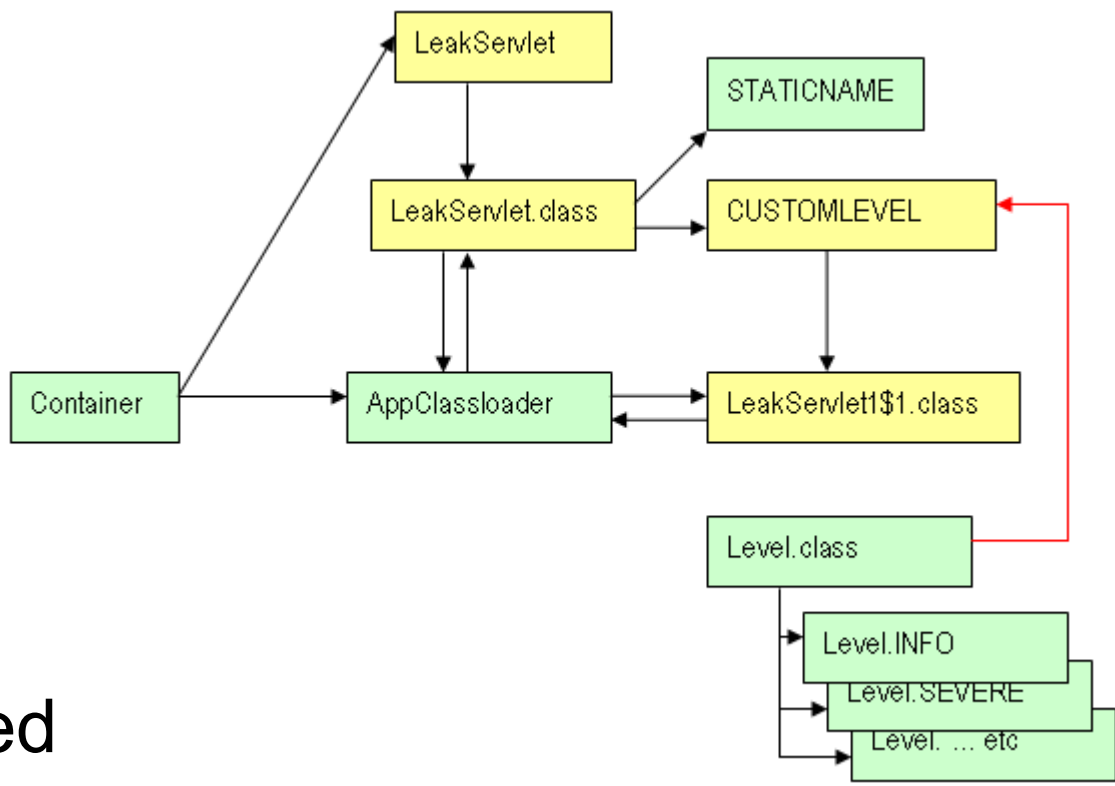 LeakServlet
STATICNAME
LeakServlet.class
CUSTOMLEVEL
Container
AppClassloader
LeakServlet1$1.class
Level.class
Level.INFO
Level.SEVERE
Level. ... etc
ed